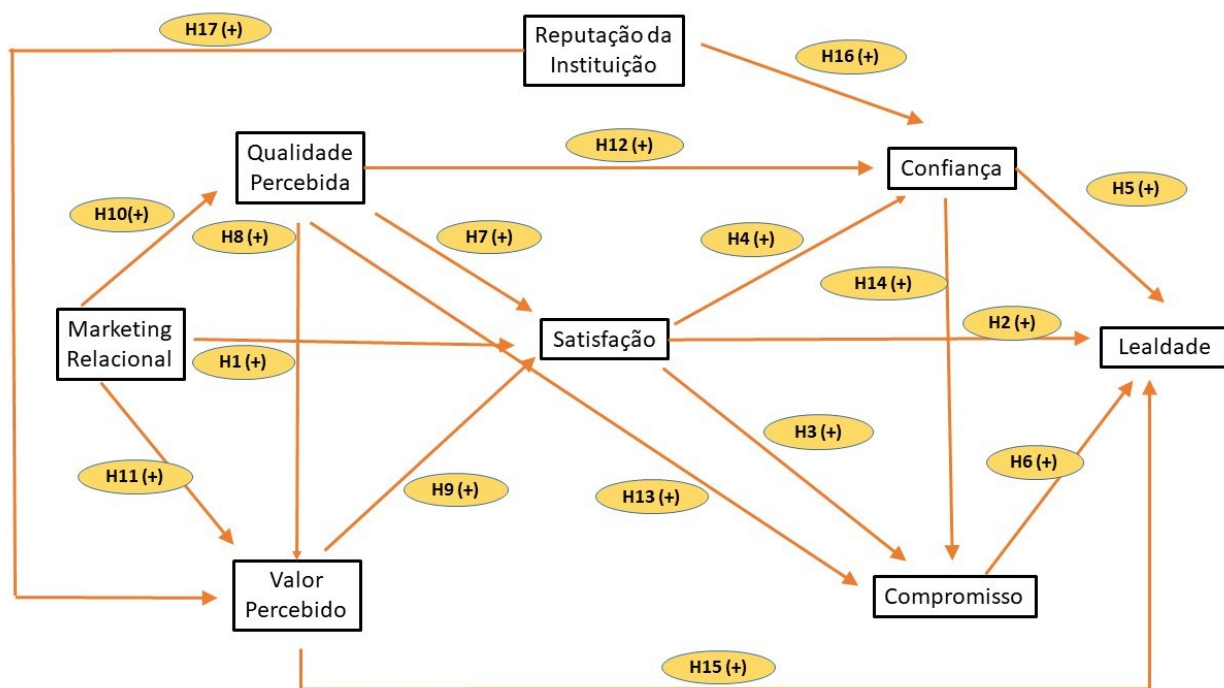 H17 (+)
Reputação da
Instituição
H16 (+)
Qualidade
Percebida
H12 (+)
Confiança
H10(+)
H8 (+)
H7 (+)
H4 (+)
H5 (+)
H14 (+)
Marketing
Relacional
H1 (+)
Satisfação
H2 (+)
Lealdade
H11 (+)
H9 (+)
H13 (+)
H3 (+)
H6 (+)
Valor
Percebido
Compromisso
H15 (+)